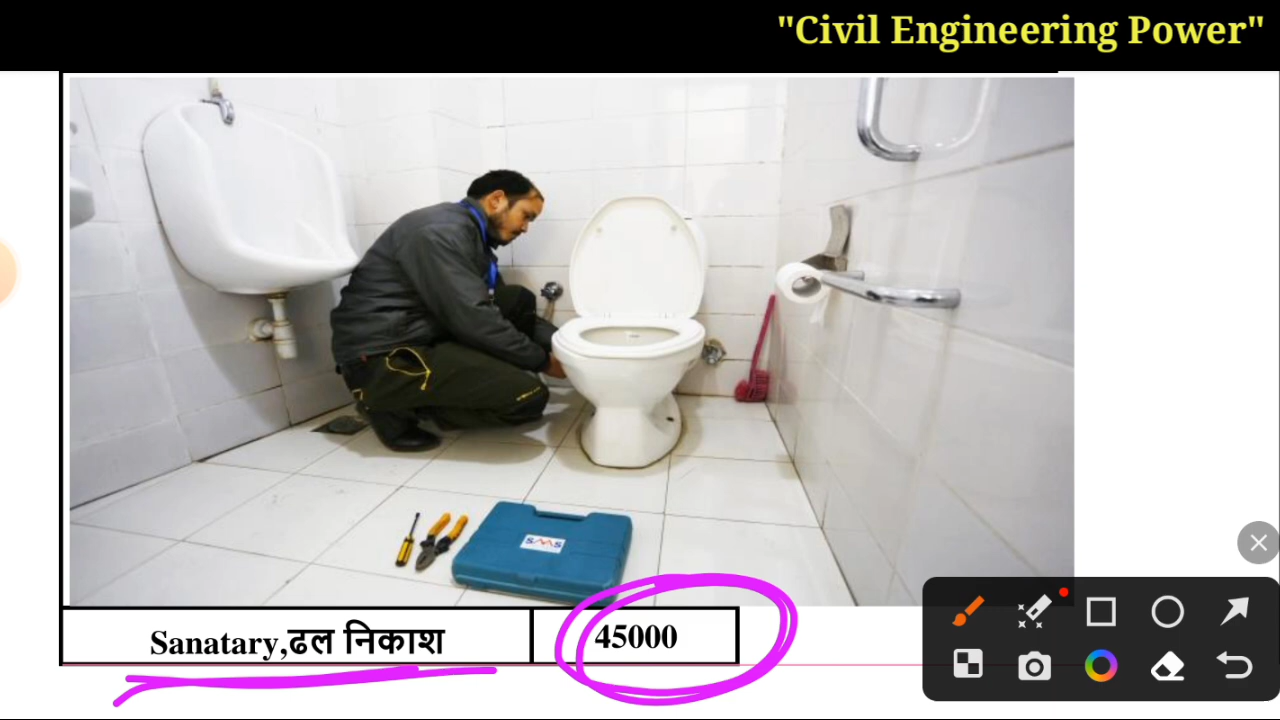 "Civil Engineering Power"
SMS
Sanatary,ढल निकाश
45000